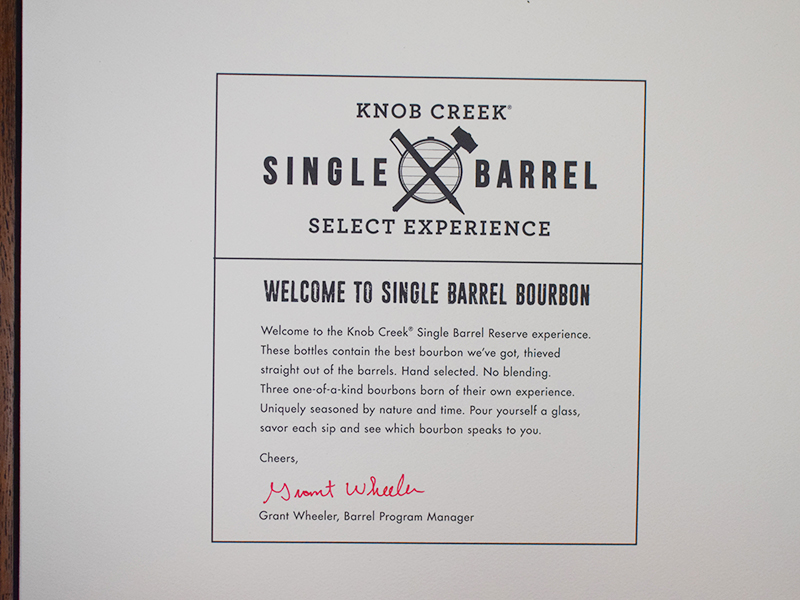 KNOB CREEK®
SINGLE BARREL
SELECT EXPERIENCE
WELCOME TO SINGLE BARREL BOURBON
Welcome to the Knob Creek® Single Barrel Reserve experience.
These bottles contain the best bourbon we've got, thieved
straight out of the barrels. Hand selected. No blending.
Three one-of-a-kind bourbons born of their own experience.
Uniquely seasoned by nature and time. Pour yourself a glass,
savor each sip and see which bourbon speaks to you.
Cheers,
Grant Wheeler
Grant Wheeler, Barrel Program Manager